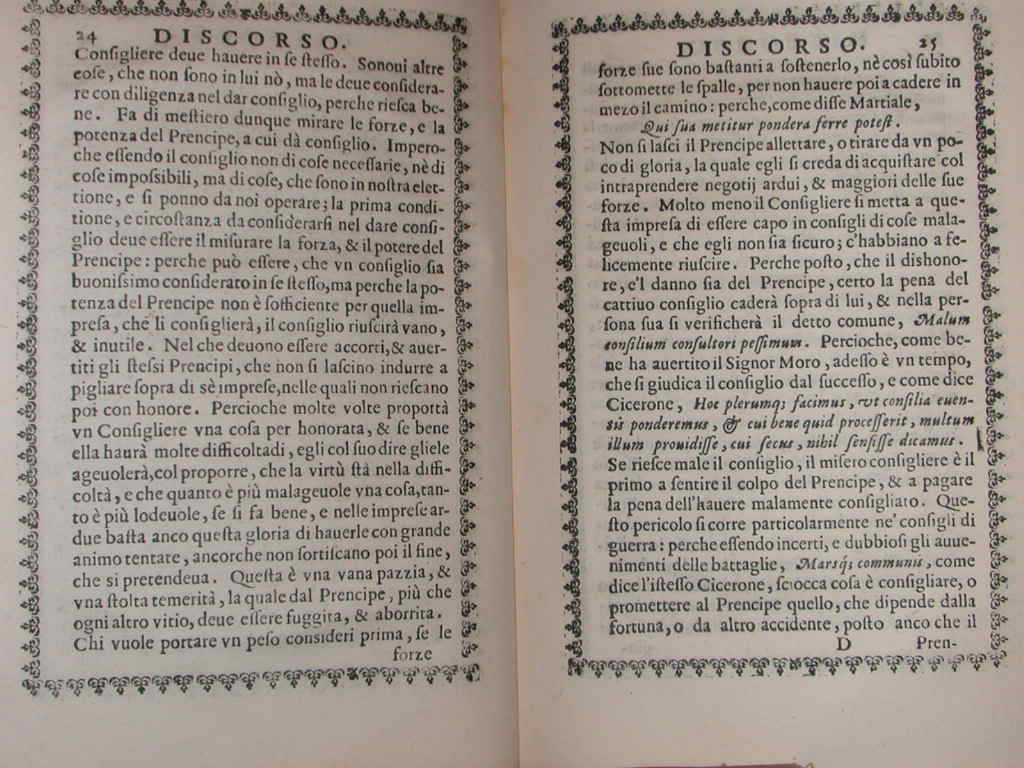 24 DISCORSO.
Conſigliere deue hauere in ſe ſteſſo. Sonoui altre
coſe, che non ſono in lui nò, ma le deue conſidera-
re con diligenza nel dar conſiglio, perche rieſca be-
ne. Fa di meſtiero dunque mirare le forze, e la
potenza del Prencipe, a cui dà conſiglio. Impero-
che eſſendo il conſiglio non di coſe neceſſarie, nè di
coſe impoſsibili, ma di coſe, che ſono in noſtra elet-
tione, e ſi ponno da noi operare; la prima condi-
tione, e circoſtanza da conſiderarſi nel dare conſi-
glio deue eſſere il miſurare la forza, & il potere del
Prencipe: perche può eſſere, che vn conſiglio ſia
buoniſsimo conſiderato in ſe ſteſſo, ma perche la po-
tenza del Prencipe non è ſofficiente per quella im-
preſa, che li conſiglierà, il conſiglio riuſcirà vano,
& inutile. Nel che deuono eſſere accorti, & auer-
titi gli ſteſsi Prencipi, che non ſi laſcino indurre a
pigliare ſopra di sè impreſe, nelle quali non rieſcano
poi con honore. Percioche molte volte proporrà
vn Conſigliere vna coſa per honorata, & ſe bene
ella haurà molte difficoltadi, egli col ſuo dire gliele
ageuolerà, col proporre, che la virtù ſtà nella diffi-
coltà, e che quanto è più malageuole vna coſa, tan-
to è più lodeuole, ſe ſi fa bene, e nelle impreſe ar-
due baſta anco queſta gloria di hauerle con grande
animo tentate, ancorche non ſortiſcano poi il fine,
che si pretendeua. Queſta è vna vana pazzia, &
vna ſtolta temerità, la quale dal Prencipe, più che
ogni altro vitio, deue eſſere fuggita, & aborrita.
Chi vuole portare vn peſo conſideri prima, ſe le
forze
DISCORSO. 25
forze ſue ſono baſtanti a ſoſtenerlo, nè così ſubito
ſottomette le ſpalle, per non hauere poi a cadere in
mezo il camino: perche, come diſſe Martiale,
Qui ſua metitur pondera ferre poteſt.
Non ſi laſci il Prencipe allettare, o tirare da vn po-
co di gloria, la quale egli ſi creda di acquiſtare col
intraprendere negotij ardui, & maggiori delle ſue
forze. Molto meno il Conſigliere ſi metta a que-
ſta impreſa di eſſere capo in conſigli di coſe mala-
geuoli, e che egli non ſia ſicuro; c'habbiano a fe-
licemente riuſcire. Perche poſto, che il dishono-
re, e'l danno ſia del Prencipe, certo la pena del
cattiuo conſiglio caderà ſopra di lui, & nella per-
ſona ſua ſi verificherà il detto comune, Malum
conſilium conſultori peſſimum. Percioche, come be-
ne ha auertito il Signor Moro, adeſſo è vn tempo,
che ſi giudica il conſiglio dal ſucceſſo, e come dice
Cicerone, Hoc plerumq; facimus, vt conſilia euen-
tis ponderemus, & cui bene quid proceſſerit, multum
illum prouidiſſe, cui ſecus, nihil ſenſiſſe dicamus.
Se rieſce male il conſiglio, il miſero conſigliere è il
primo a ſentire il colpo del Prencipe, & a pagare
la pena dell'hauere malamente conſigliato. Que-
ſto pericolo ſi corre particolarmente ne' conſigli di
guerra: perche eſſendo incerti, e dubbioſi gli auue-
nimenti delle battaglie, Marsq; communis, come
dice l'iſteſſo Cicerone, ſciocca coſa è conſigliare, o
promettere al Prencipe quello, che dipende dalla
fortuna, o da altro accidente, poſto anco che il
D Pren-